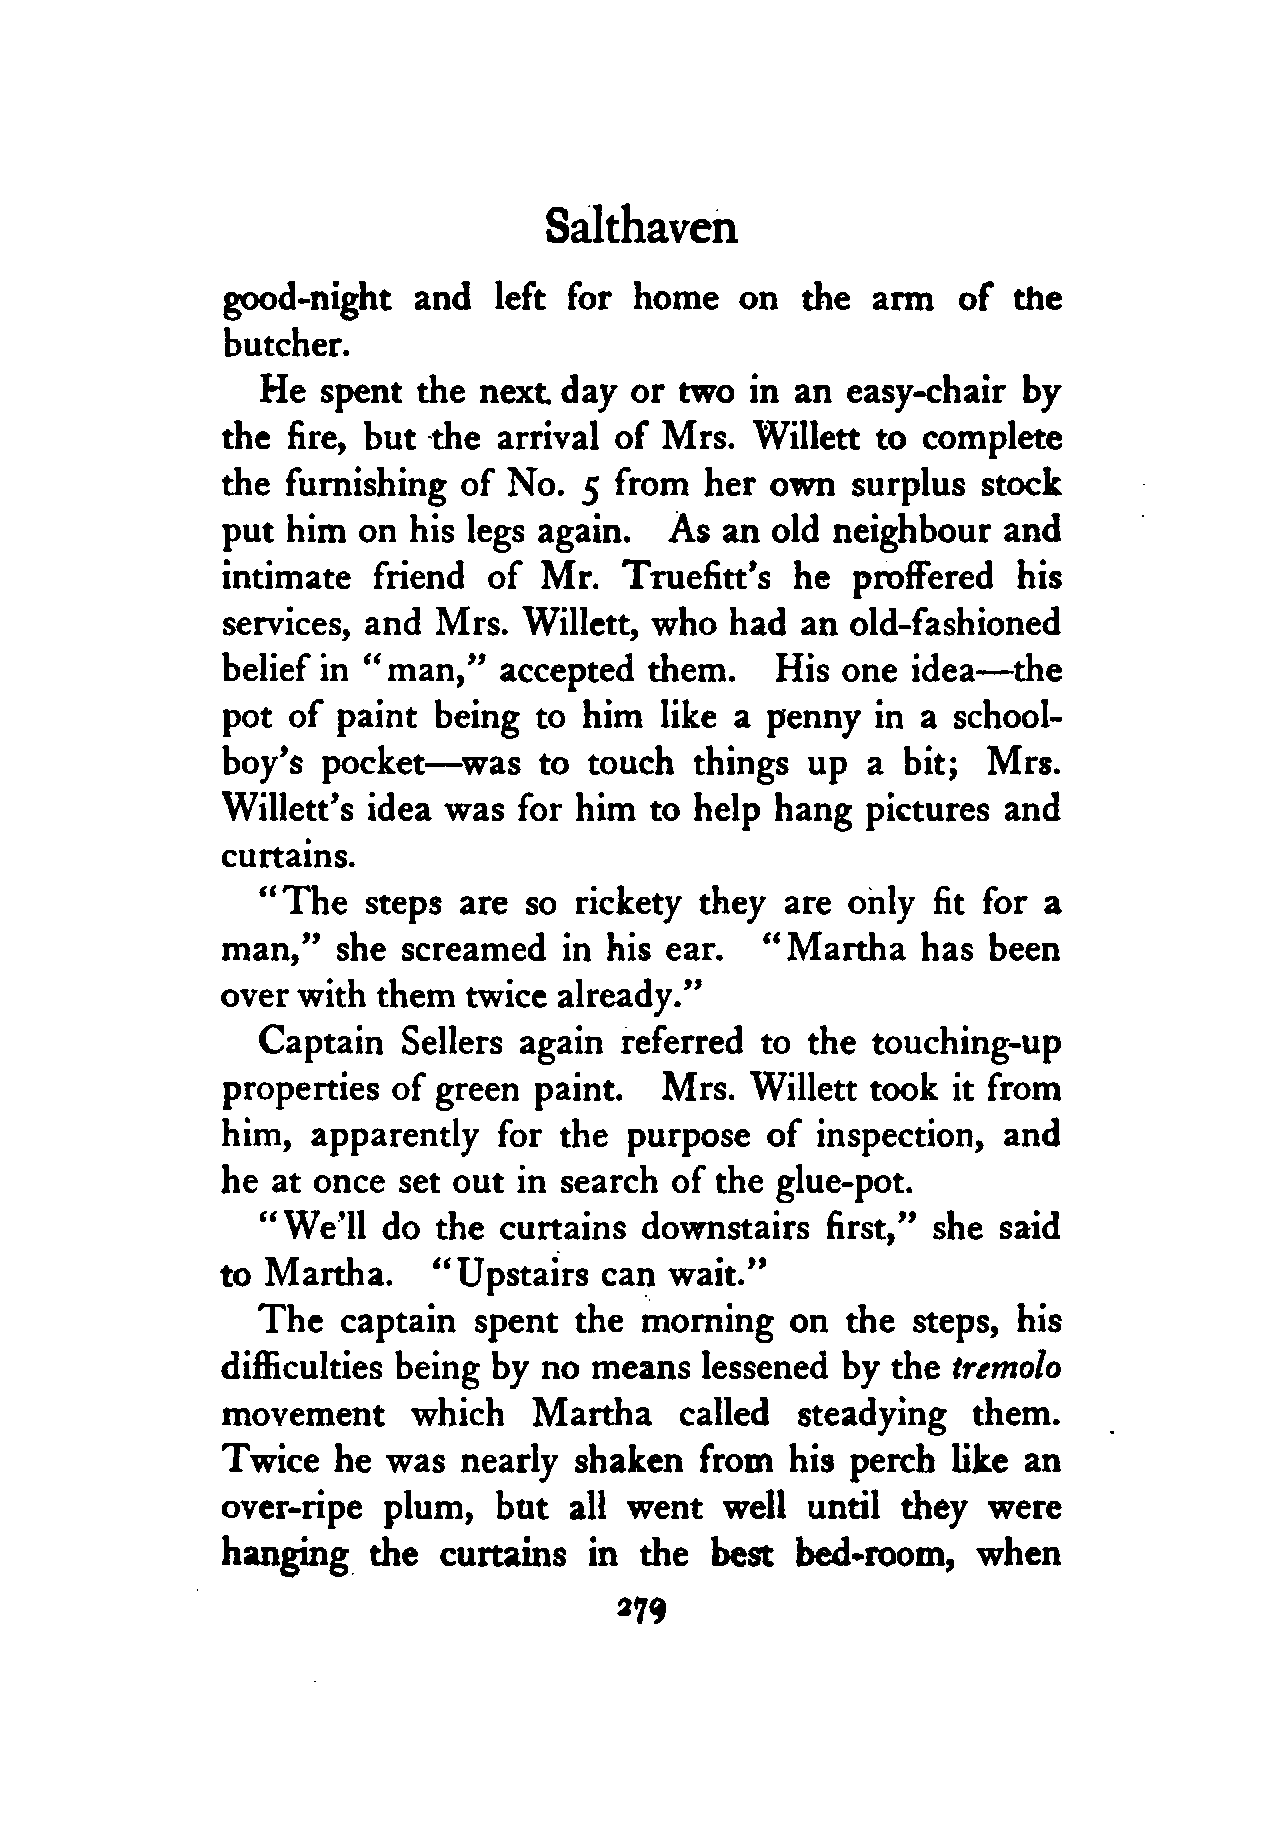 Salthaven
good-night and left for home on the arm of the
butcher.
He spent the next day or two in an easy-chair by
the fire, but the arrival of Mrs. Willett to complete
the furnishing of No. 5 from her own surplus stock
put him on his legs again. As an old neighbour and
intimate friend of Mr. Truefitt's he proffered his
services, and Mrs. Willett, who had an old-fashioned
belief in "man," accepted them. His one idea—the
pot of paint being to him like a penny in a school-
boy's pocket—was to touch things up a bit; Mrs.
Willett's idea was for him to help hang pictures and
curtains.
"The steps are so rickety they are only fit for a
man," she screamed in his ear. "Martha has been
over with them twice already."
Captain Sellers again referred to the touching-up
properties of green paint. Mrs. Willett took it from
him, apparently for the purpose of inspection, and
he at once set out in search of the glue-pot.
"We'll do the curtains downstairs first," she said
to Martha. "Upstairs can wait."
The captain spent the morning on the steps, his
difficulties being by no means lessened by the tremolo
movement which Martha called steadying them.
Twice he was nearly shaken from his perch like an
over-ripe plum, but all went well until they were
hanging the curtains in the best bed-room, when
279